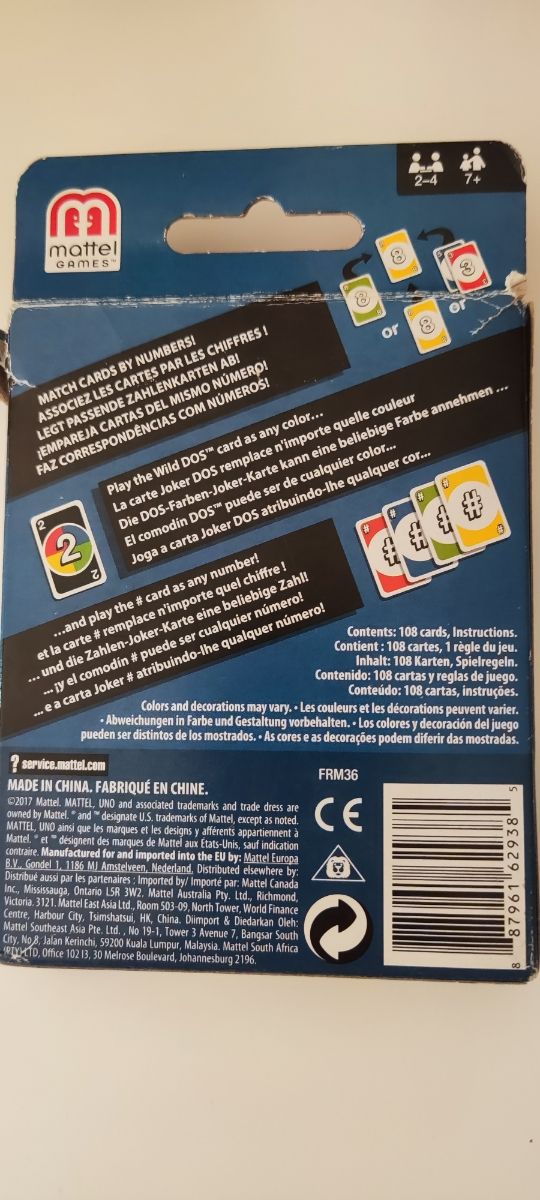 mattel
GAMES™
2–4
7+
8
8
3
or
8
or
MATCH CARDS BY NUMBERS!
ASSOCIEZ LES CARTES PAR LES CHIFFRES !
LEGT PASSENDE ZAHLENKARTEN AB!
¡EMPAREJA CARTAS DEL MISMO NÚMERO!
FAZ CORRESPONDÊNCIAS COM NÚMEROS!
Play the Wild DOS™ card as any color...
La carte Joker DOS remplace n'importe quelle couleur
Die DOS-Farben-Joker-Karte kann eine beliebige Farbe annehmen ...
El comodín DOS™ puede ser de cualquier color...
Joga a carta Joker DOS atribuindo-lhe qualquer cor...
2
2
2
# # # #
...and play the # card as any number!
et la carte # remplace n'importe quel chiffre !
... und die Zahlen-Joker-Karte eine beliebige Zahl!
... ¡y el comodín # puede ser cualquier número!
... e a carta Joker # atribuindo-lhe qualquer número!
Contents: 108 cards, Instructions.
Contient : 108 cartes, 1 règle du jeu.
Inhalt: 108 Karten, Spielregeln.
Contenido: 108 cartas y reglas de juego.
Conteúdo: 108 cartas, instruções.
Colors and decorations may vary. • Les couleurs et les décorations peuvent varier.
• Abweichungen in Farbe und Gestaltung vorbehalten. • Los colores y decoración del juego
pueden ser distintos de los mostrados. • As cores e as decorações podem diferir das mostradas.
? service.mattel.com
MADE IN CHINA. FABRIQUÉ EN CHINE.
©2017 Mattel. MATTEL, UNO and associated trademarks and trade dress are
owned by Mattel. ® and ™ designate U.S. trademarks of Mattel, except as noted.
MATTEL, UNO ainsi que les marques et les designs y afférents appartiennent à
Mattel. ® et ™ désignent des marques de Mattel aux États-Unis, sauf indication
contraire. Manufactured for and imported into the EU by: Mattel Europa
B.V., Gondel 1, 1186 MJ Amstelveen, Nederland. Distributed elsewhere by:
Distribué aussi par les partenaires : Imported by/ Importé par: Mattel Canada
Inc., Mississauga, Ontario L5R 3W2. Mattel Australia Pty. Ltd., Richmond,
Victoria. 3121. Mattel East Asia Ltd., Room 503-09, North Tower, World Finance
Centre, Harbour City, Tsimshatsui, HK, China. Diimport & Diedarkan Oleh:
Mattel Southeast Asia Pte. Ltd. , No 19-1, Tower 3 Avenue 7, Bangsar South
City, No 8, Jalan Kerinchi, 59200 Kuala Lumpur, Malaysia. Mattel South Africa
(PTY) LTD, Office 102 I3, 30 Melrose Boulevard, Johannesburg 2196.
FRM36
CE
8 87961 62938 5